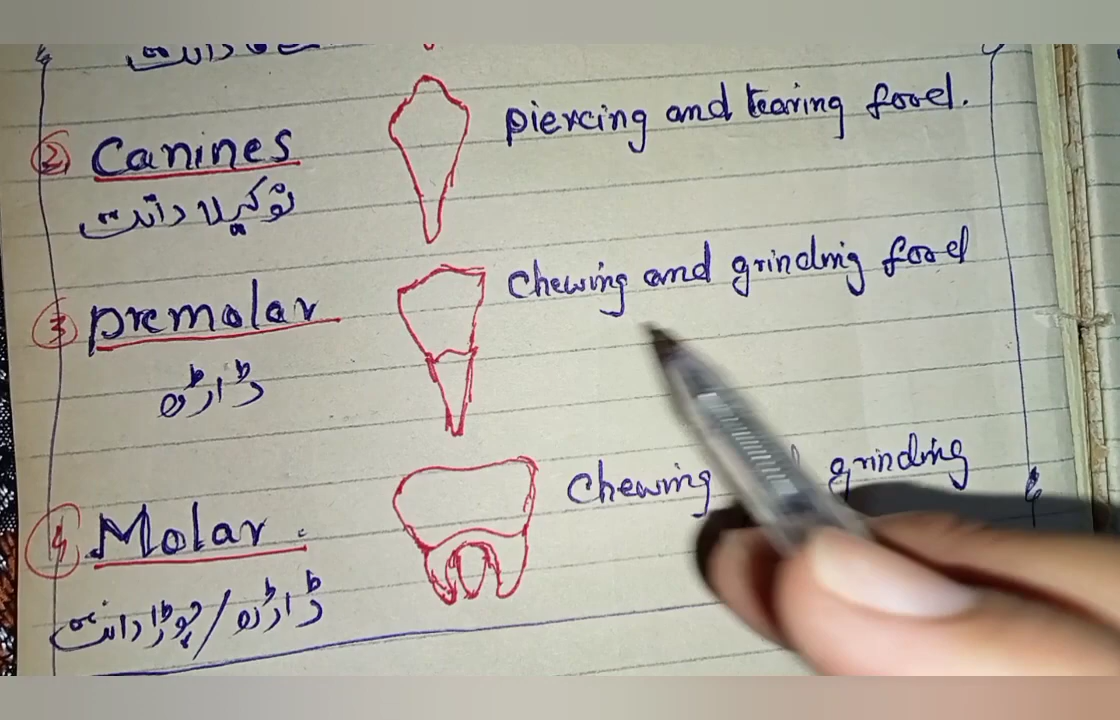 دانت
② Canines
piercing and tearing food.
نوکیلا دانت
③ premolar
Chewing and grinding food
ڈاڑھ
④ Molar.
Chewing grinding
ڈاڑھ / چوڑا دانت